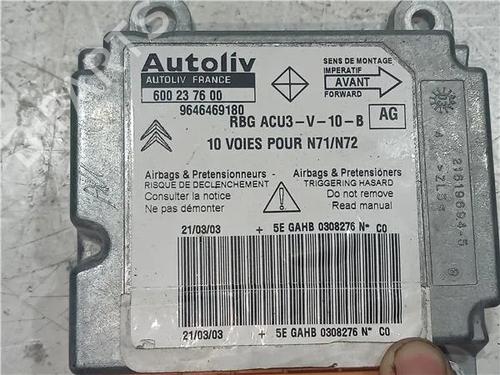 Autoliv
AUTOLIV FRANCE
600 23 76 00
9646469180
SENS DE MONTAGE
IMPERATIF
AVANT
FORWARD
RBG ACU3-V-10-B
AG
10 VOIES POUR N71/N72
Airbags & Pretensionneurs
RISQUE DE DECLENCHEMENT
Consulter la notice
Ne pas démonter
Airbags & Pretensioners
TRIGGERING HASARD
Do not remove
Read manual
21/03/03 + 5E GAHB 0308276 N- C0
21/03/03 + 5E GAHB 0308276 N- C0